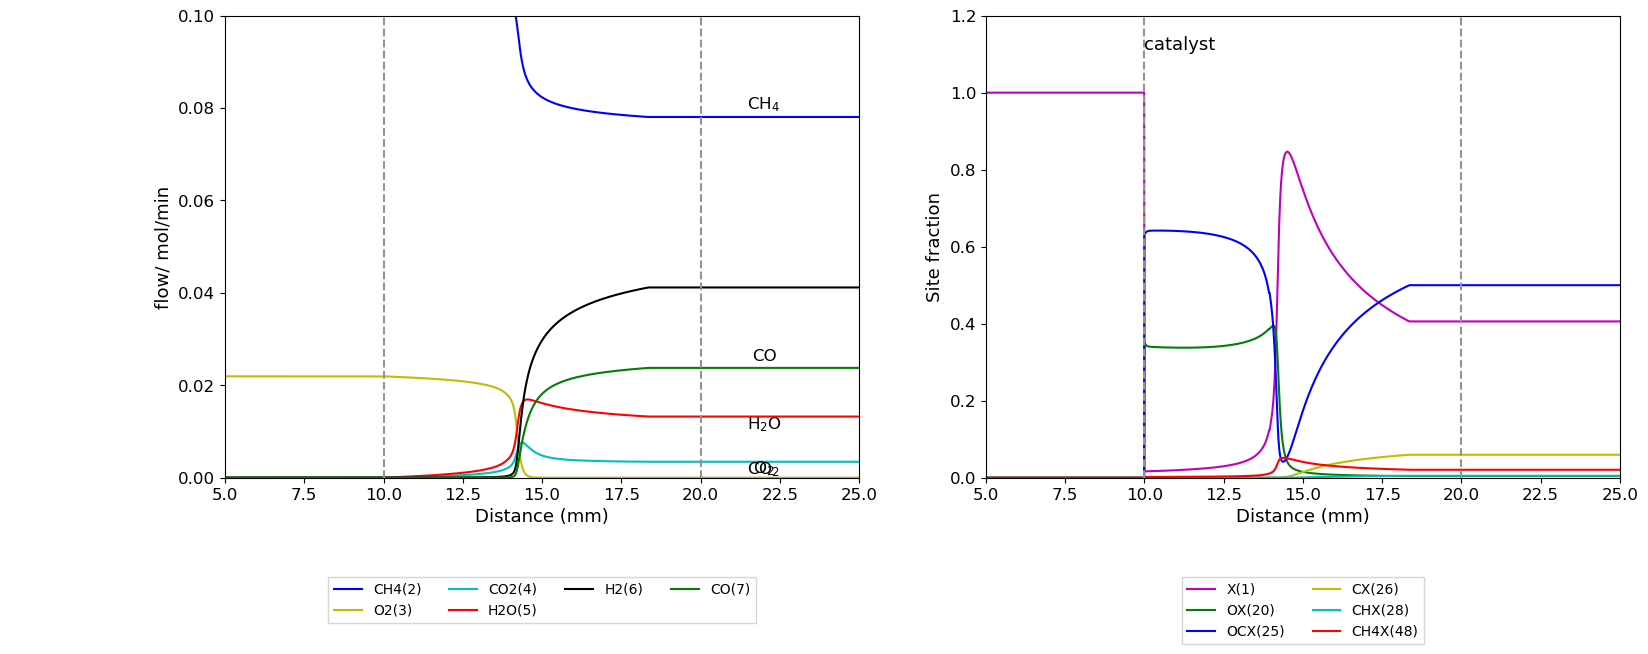 0.10
0.08
0.06
0.04
0.02
0.00
flow/ mol/min
CH₄
CO
H₂O
CO₂
O₂
5.0 7.5 10.0 12.5 15.0 17.5 20.0 22.5 25.0
Distance (mm)
CH4(2) CO2(4) H2(6) CO(7)
O2(3) H2O(5)
1.2
1.0
0.8
0.6
0.4
0.2
0.0
Site fraction
catalyst
5.0 7.5 10.0 12.5 15.0 17.5 20.0 22.5 25.0
Distance (mm)
X(1) CX(26)
OX(20) CHX(28)
OCX(25) CH4X(48)